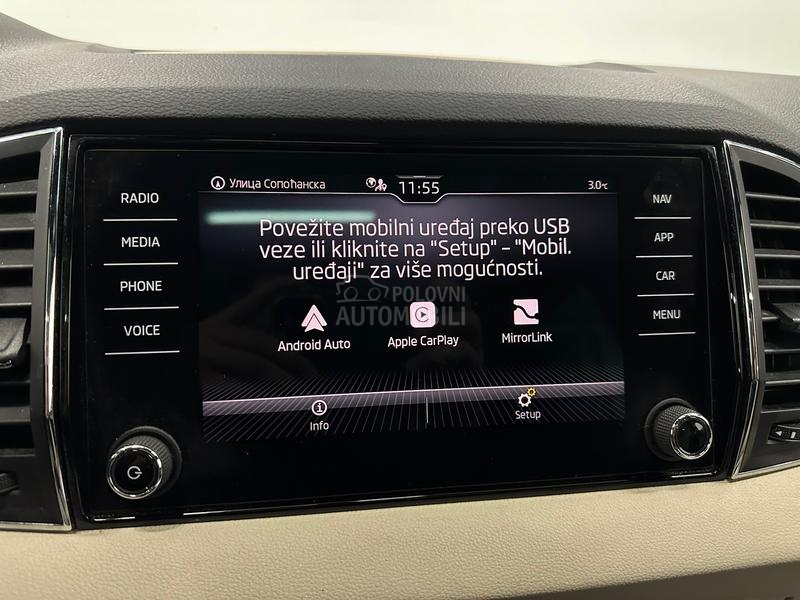 Улица Сопоћанска
11:55
3.0°c
RADIO
MEDIA
PHONE
VOICE
NAV
APP
CAR
MENU
Povežite mobilni uređaj preko USB
veze ili kliknite na "Setup" – "Mobil.
uređaji" za više mogućnosti.
POLOVNI
AUTOMOBILI
Android Auto
Apple CarPlay
MirrorLink
Info
Setup